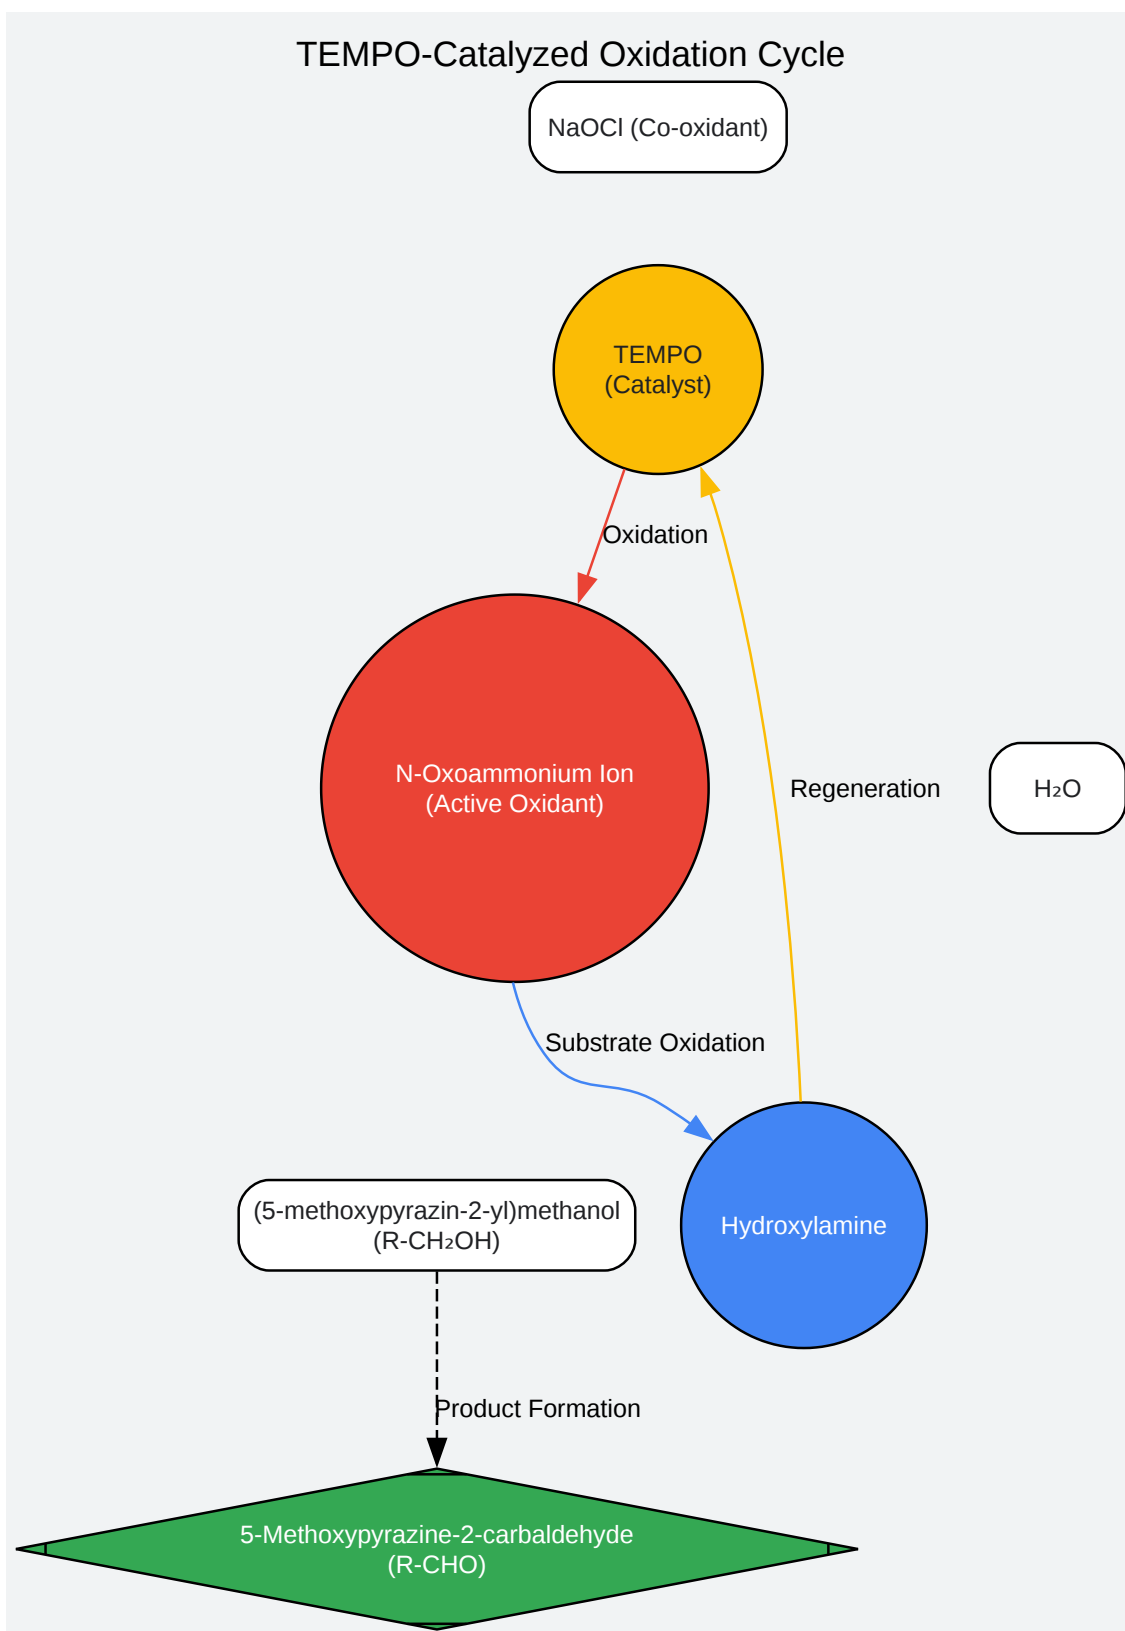 TEMPO-Catalyzed Oxidation Cycle
NaOCl (Co-oxidant)
TEMPO
(Catalyst)
Oxidation
N-Oxoammonium Ion
(Active Oxidant)
Regeneration
H₂O
Substrate Oxidation
(5-methoxypyrazin-2-yl)methanol
(R-CH₂OH)
Hydroxylamine
Product Formation
5-Methoxypyrazine-2-carbaldehyde
(R-CHO)